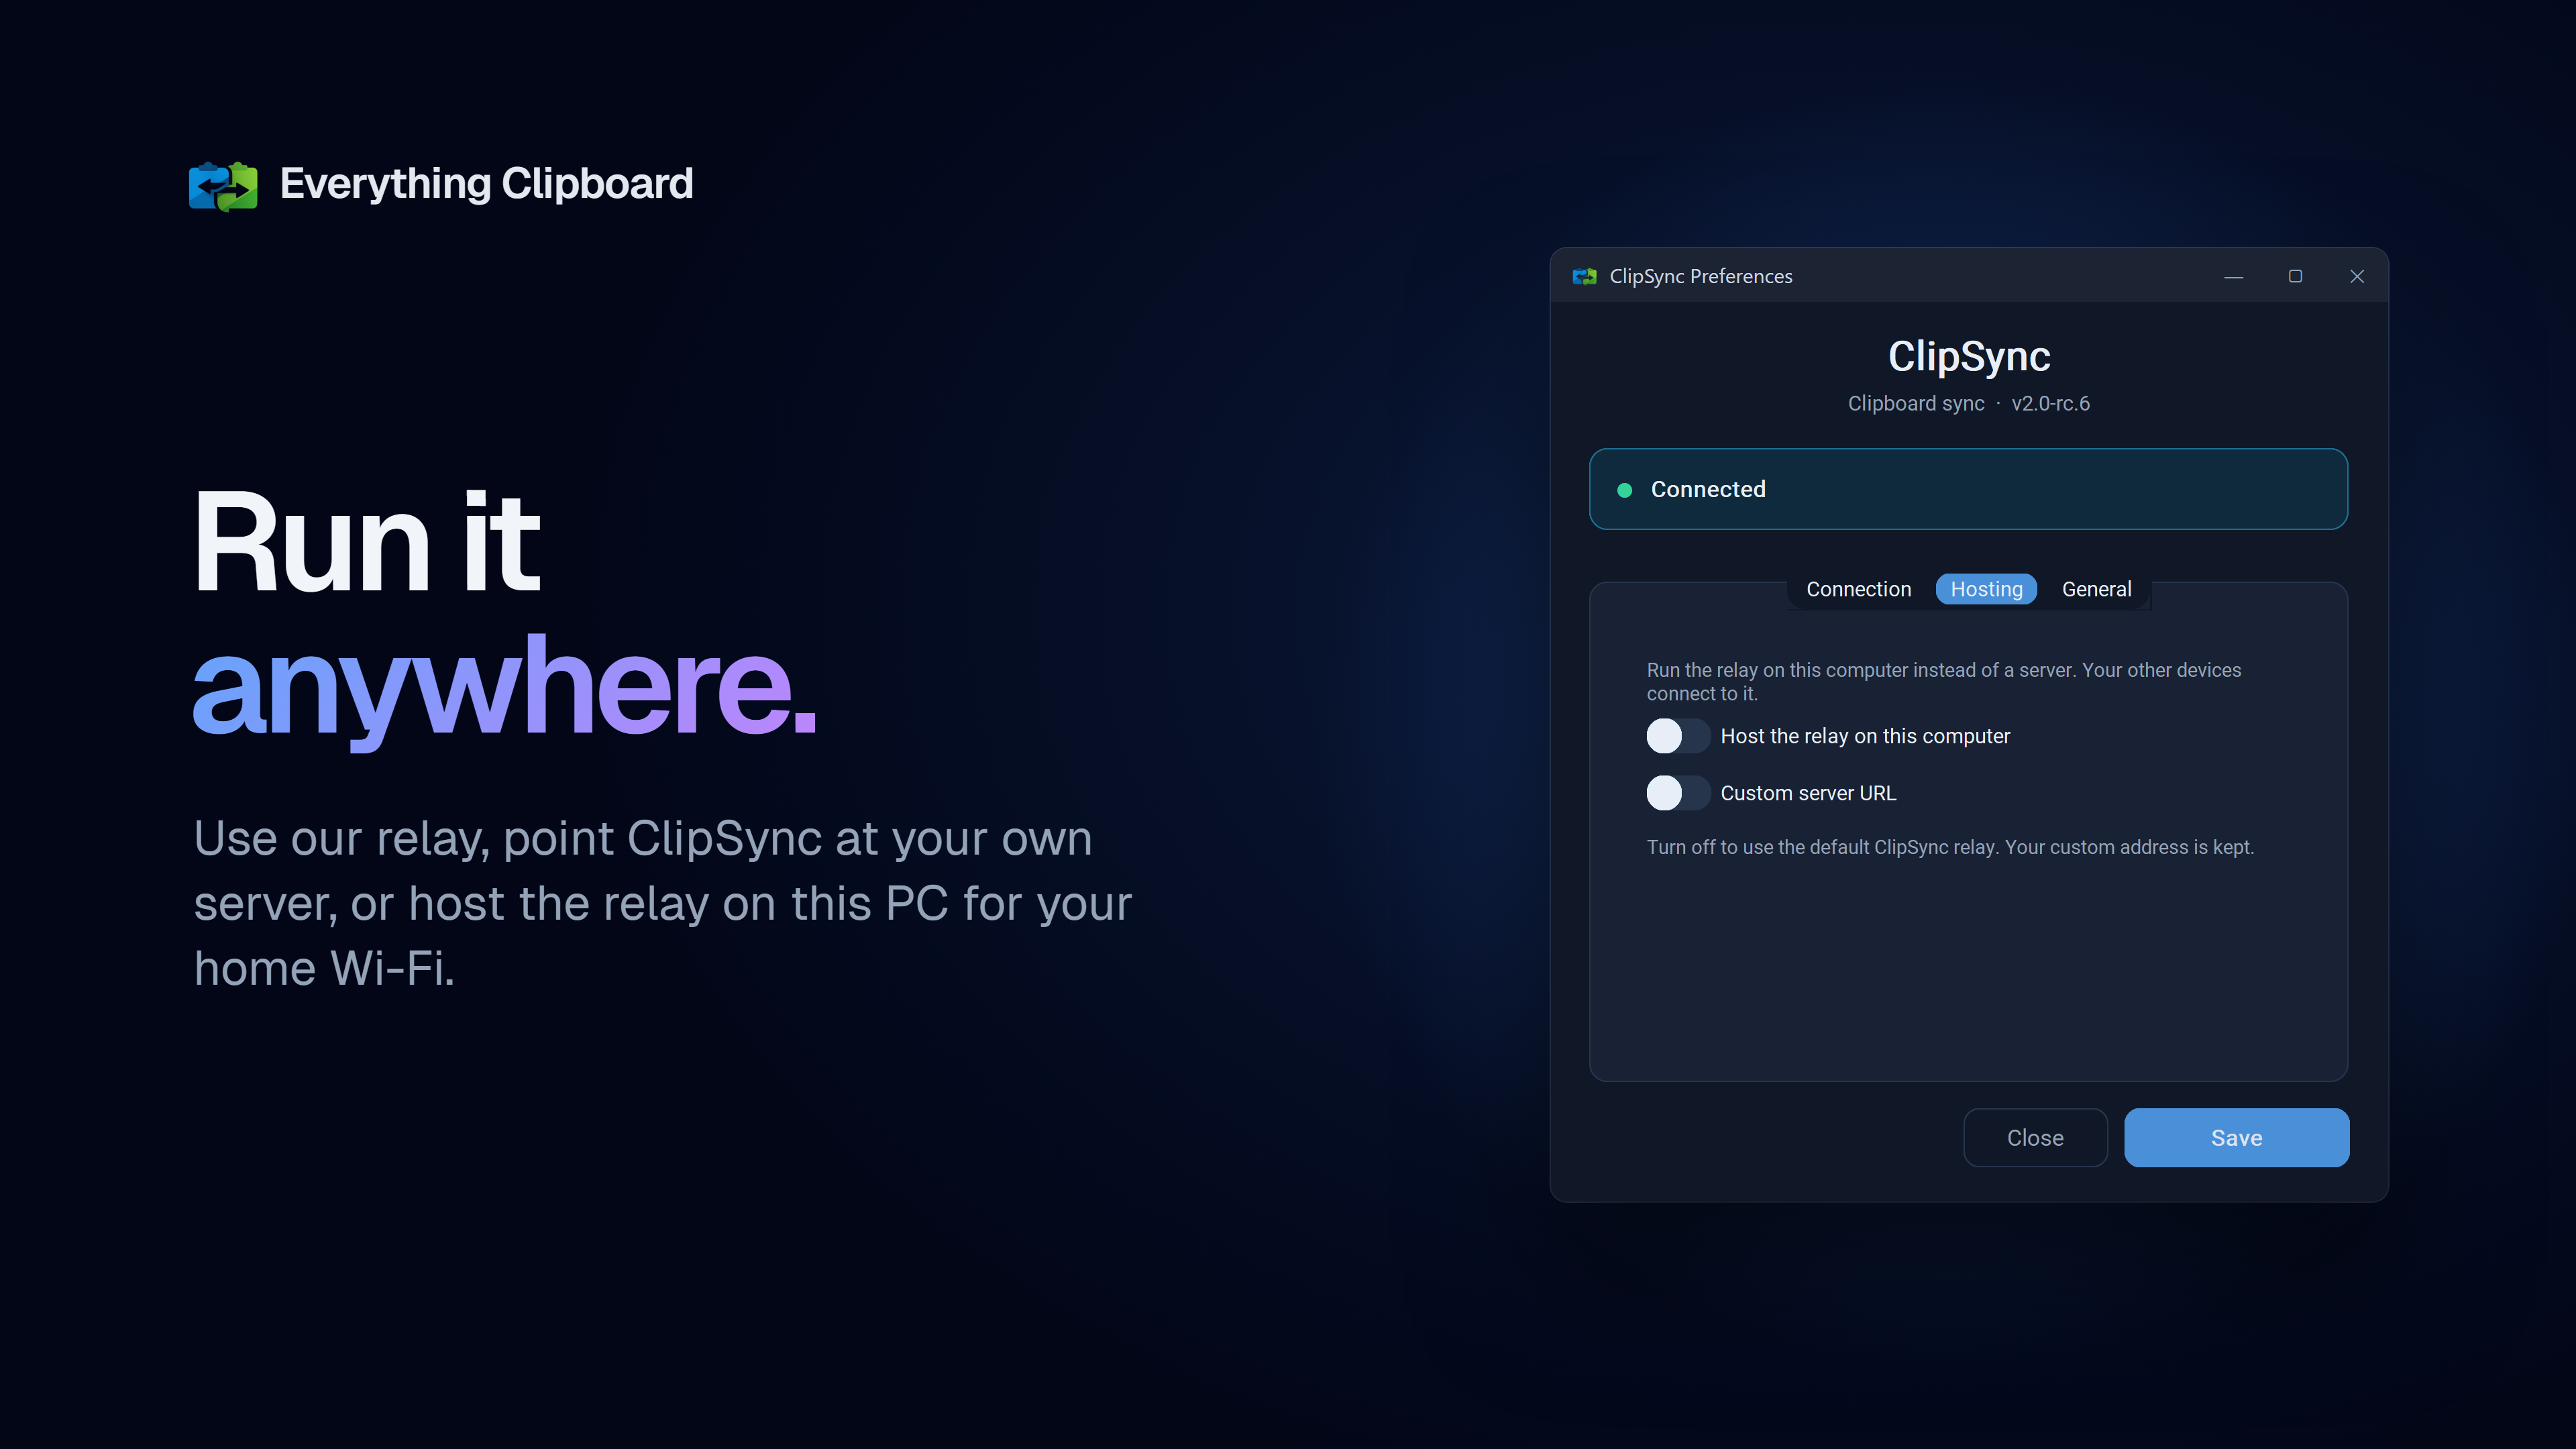 Everything Clipboard
Run it
anywhere.
Use our relay, point ClipSync at your own
server, or host the relay on this PC for your
home Wi-Fi.
ClipSync Preferences
ClipSync
Clipboard sync · v2.0-rc.6
Connected
Connection Hosting General
Run the relay on this computer instead of a server. Your other devices
connect to it.
Host the relay on this computer
Custom server URL
Turn off to use the default ClipSync relay. Your custom address is kept.
Close Save